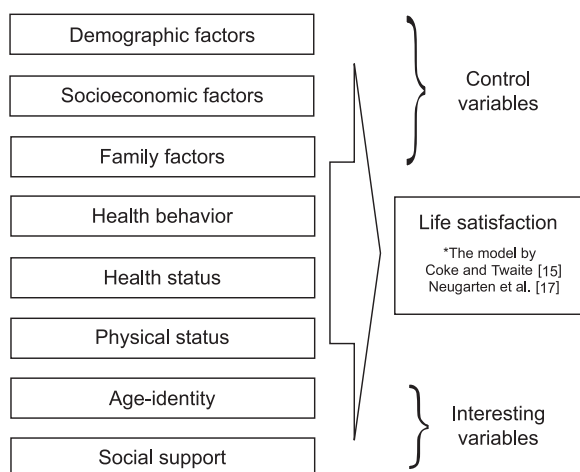 Demographic factors
Socioeconomic factors
Family factors
Health behavior
Health status
Physical status
Age-identity
Social support
Control
variables
Life satisfaction
*The model by
Coke and Twaite [15]
Neugarten et al. [17]
Interesting
variables